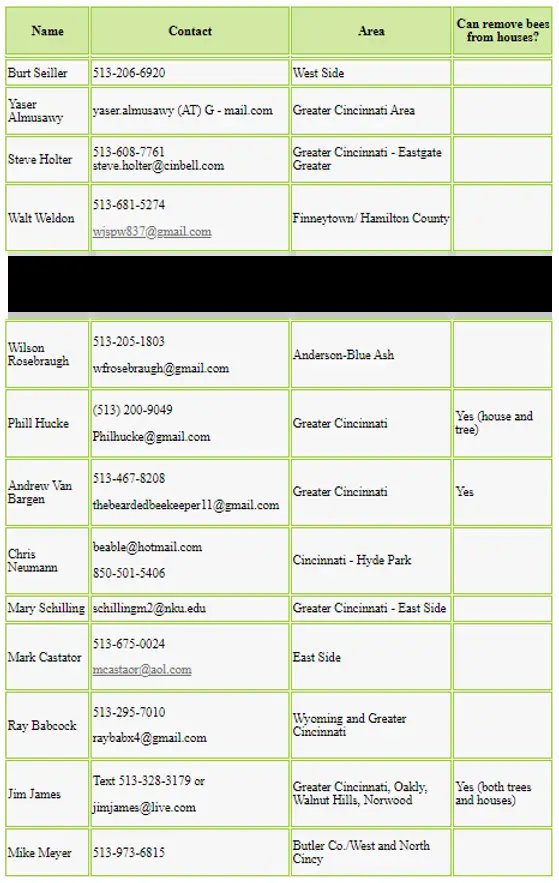 Name Contact Area Can remove bees
from houses?
Burt Seiller 513-206-6920 West Side
Yaser
Almusawy yaser.almusawy (AT) G - mail.com Greater Cincinnati Area
Steve Holter 513-608-7761
steve.holter@cinbell.com Greater Cincinnati - Eastgate
Greater
Walt Weldon 513-681-5274
wjspw837@gmail.com Finneytown/ Hamilton County
Wilson
Rosebraugh 513-205-1803
wfrosebraugh@gmail.com Anderson-Blue Ash
Phill Hucke (513) 200-9049
Philhucke@gmail.com Greater Cincinnati Yes (house and
tree)
Andrew Van
Bargen 513-467-8208
thebeardedbeekeeper11@gmail.com Greater Cincinnati Yes
Chris
Neumann beable@hotmail.com
850-501-5406 Cincinnati - Hyde Park
Mary Schilling schillingm2@nku.edu Greater Cincinnati - East Side
Mark Castator 513-675-0024
mcastaor@aol.com East Side
Ray Babcock 513-295-7010
raybabx4@gmail.com Wyoming and Greater
Cincinnati
Jim James Text 513-328-3179 or
jimjames@live.com Greater Cincinnati, Oakly,
Walnut Hills, Norwood Yes (both trees
and houses)
Mike Meyer 513-973-6815 Butler Co./West and North
Cincy